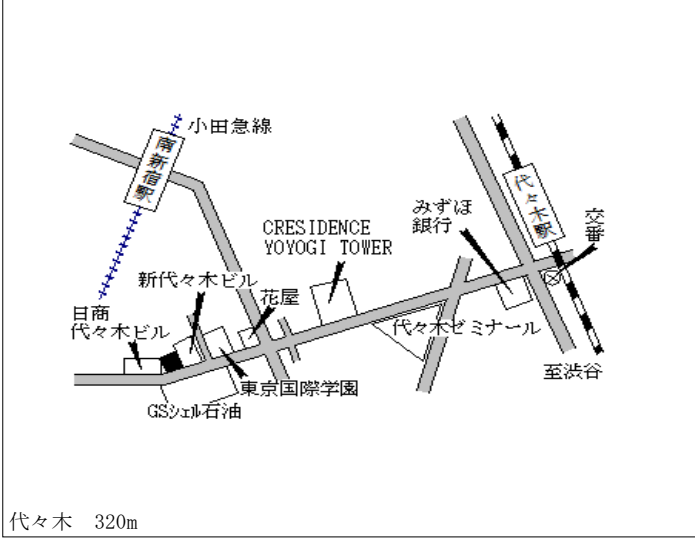 小田急線
南新宿駅
代々木駅
みずほ
銀行
交番
CRESIDENCE
YOYOGI TOWER
新代々木ビル
花屋
日商
代々木ビル
代々木ゼミナール
至渋谷
東京国際学園
GSシェル石油
代々木 320m